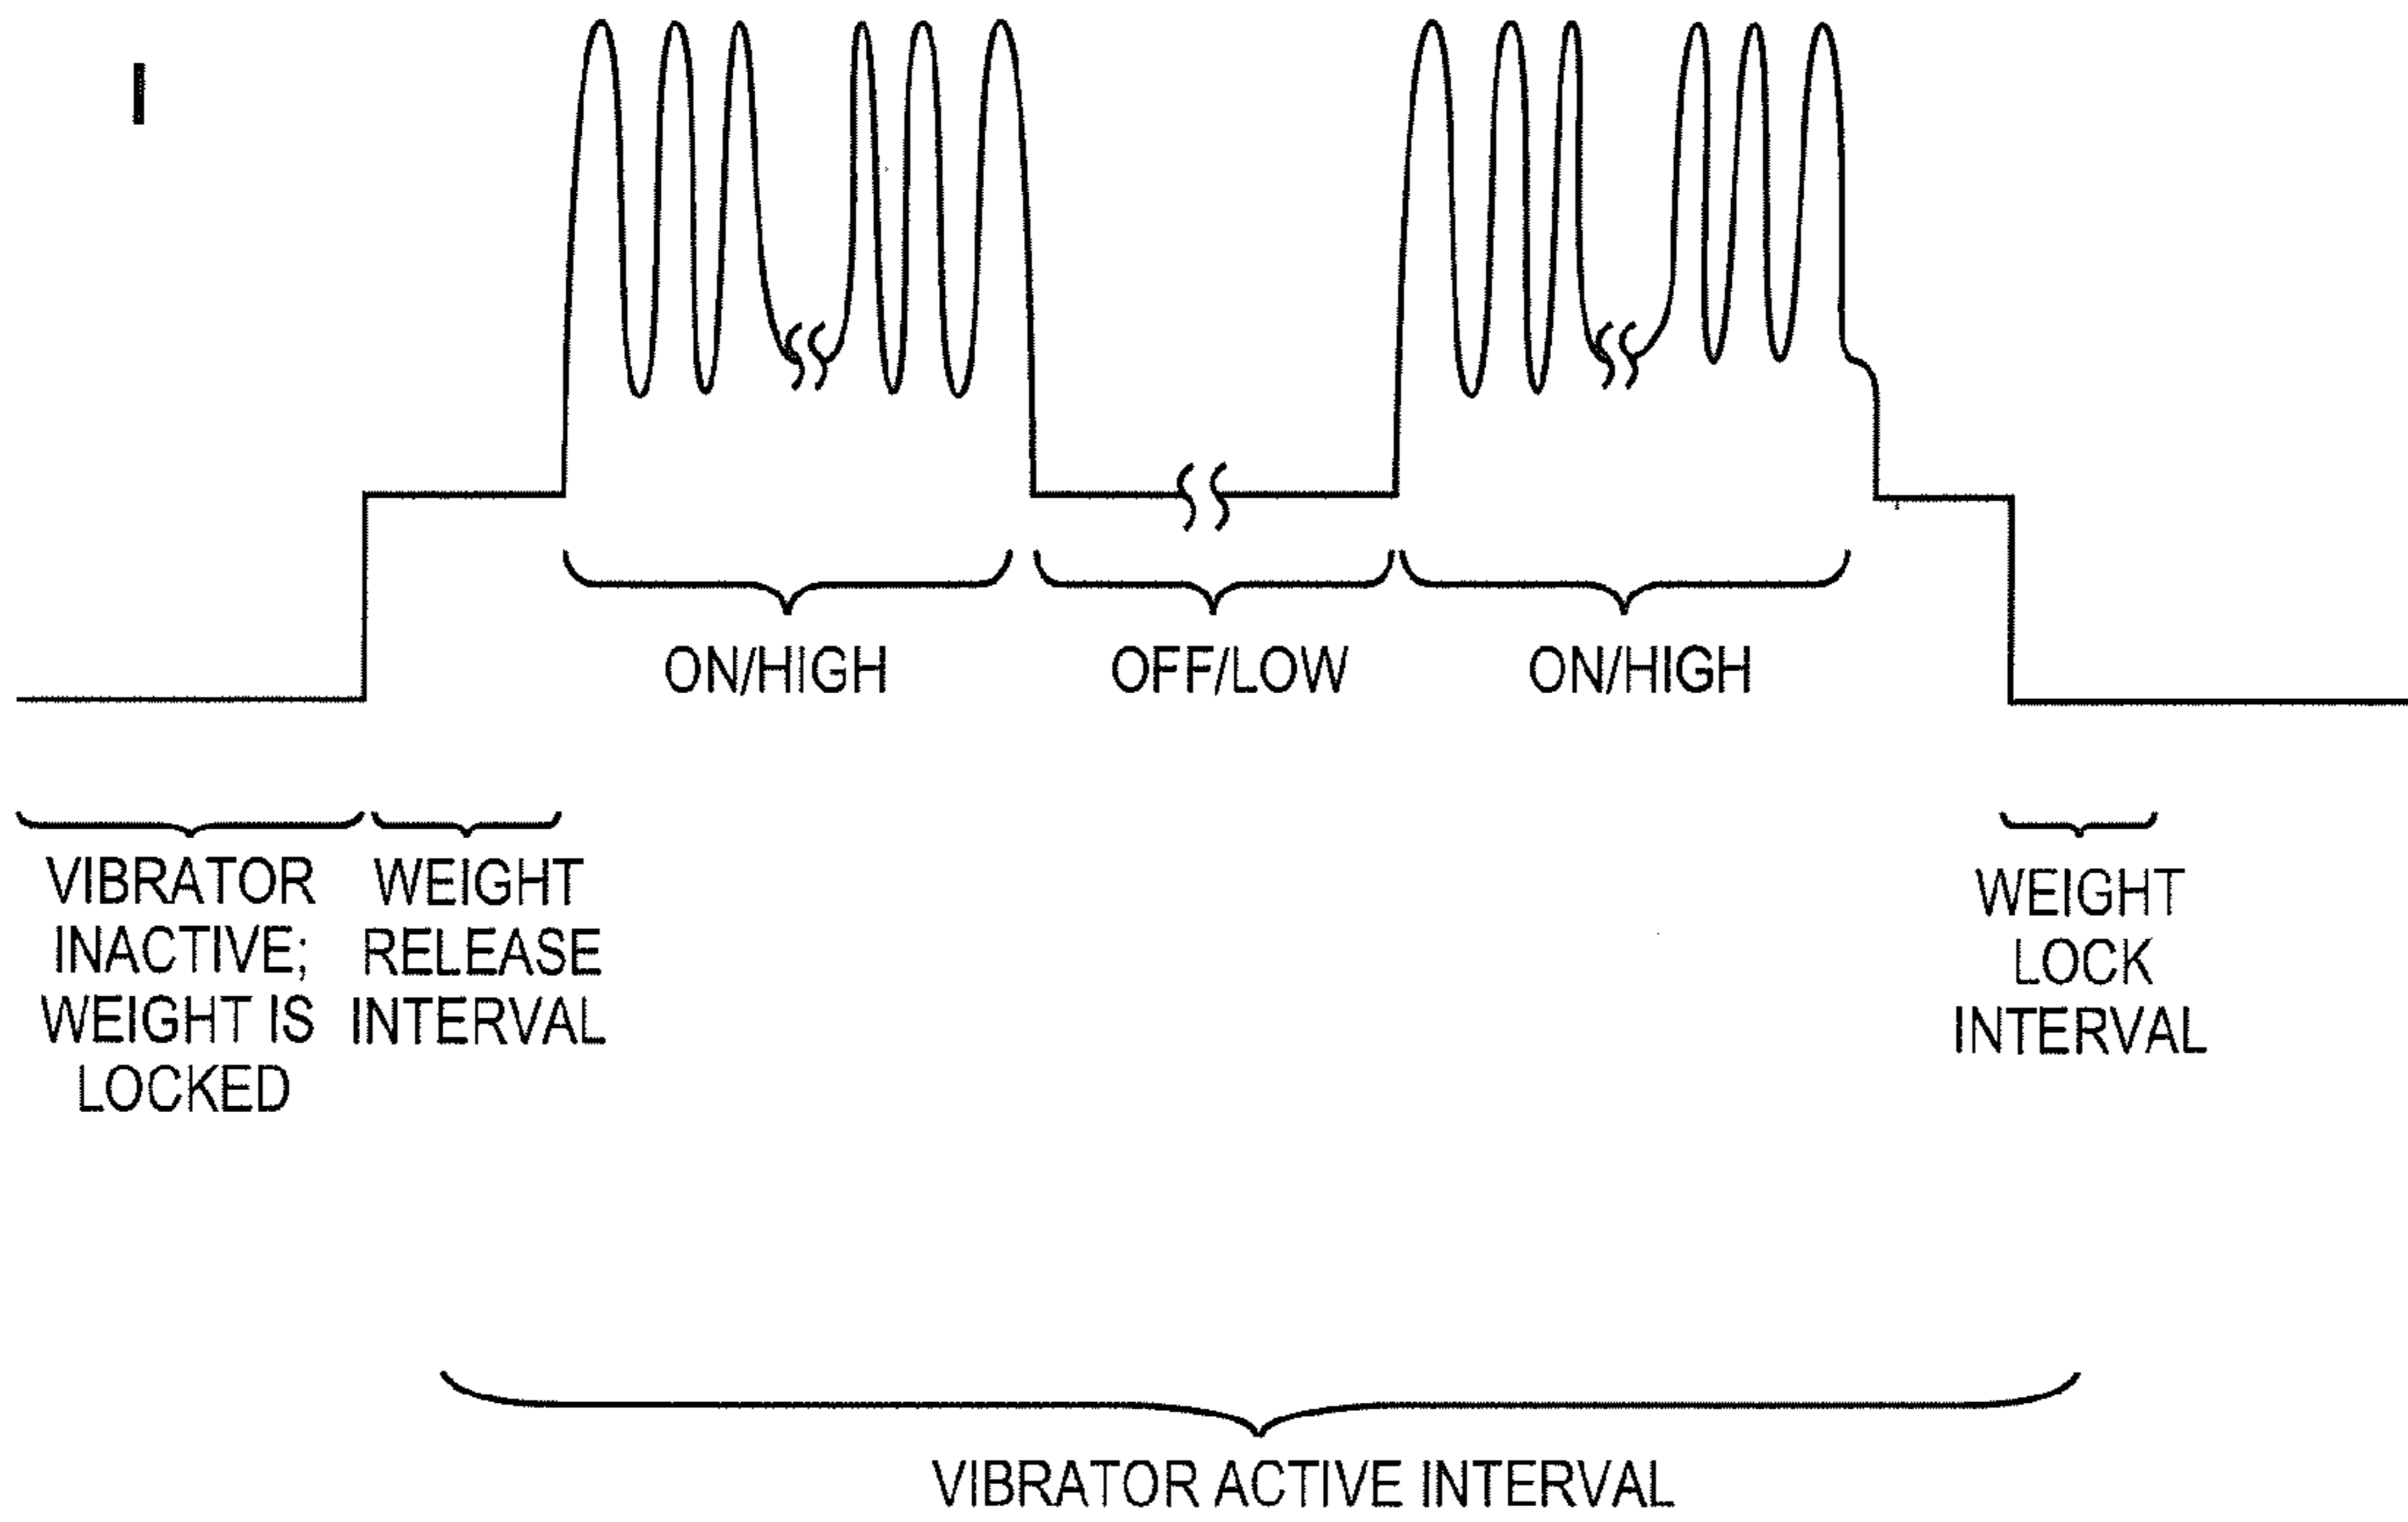 I
ON/HIGH
OFF/LOW
ON/HIGH
VIBRATOR
INACTIVE;
WEIGHT IS
LOCKED
WEIGHT
RELEASE
INTERVAL
WEIGHT
LOCK
INTERVAL
VIBRATOR ACTIVE INTERVAL